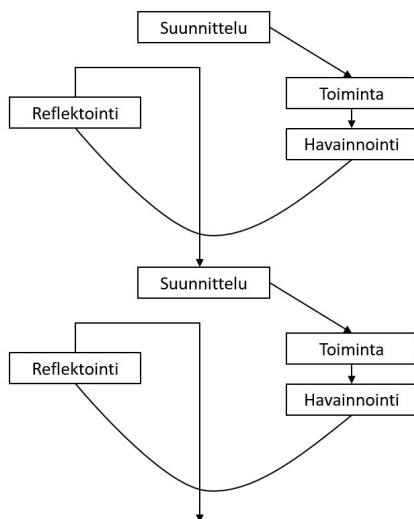 Suunnittelu
Toiminta
Reflektointi
Havainnointi
Suunnittelu
Toiminta
Reflektointi
Havainnointi